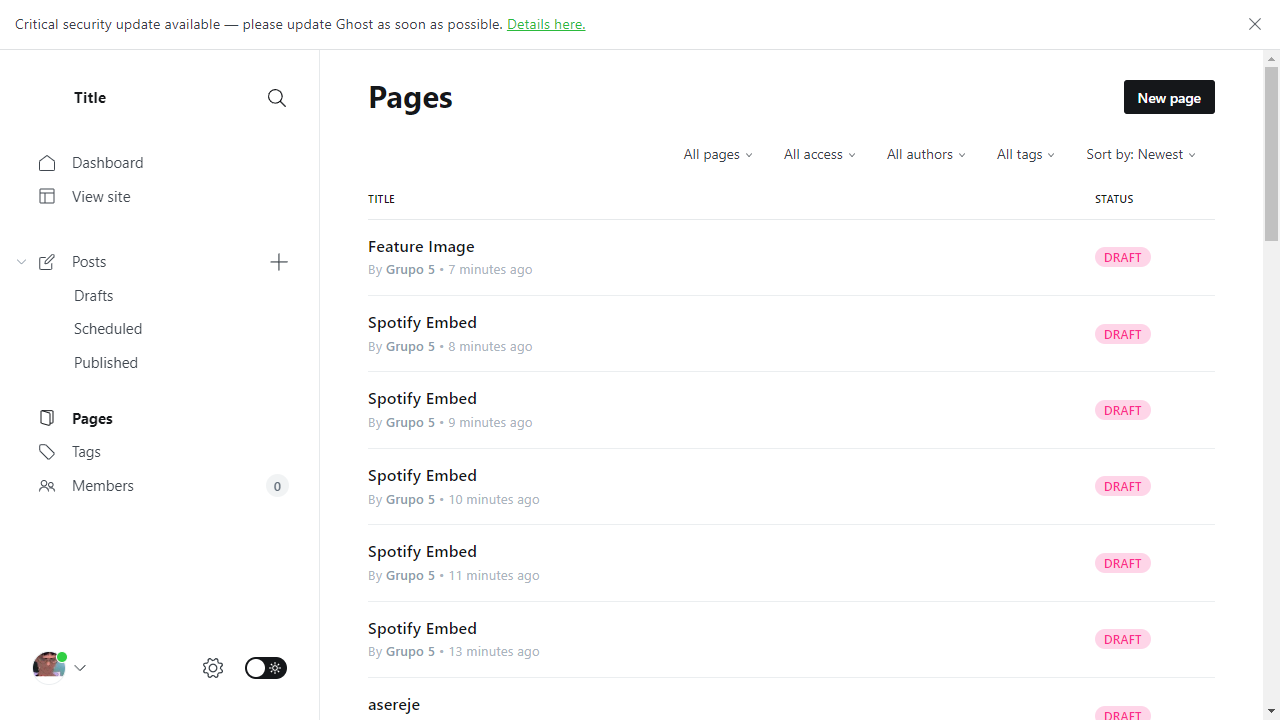 Critical security update available — please update Ghost as soon as possible. Details here.
Title
Dashboard
View site
Posts
Drafts
Scheduled
Published
Pages
Tags
Members
0
Pages
New page
All pages
All access
All authors
All tags
Sort by: Newest
TITLE
STATUS
Feature Image
By Grupo 5 • 7 minutes ago
DRAFT
Spotify Embed
By Grupo 5 • 8 minutes ago
DRAFT
Spotify Embed
By Grupo 5 • 9 minutes ago
DRAFT
Spotify Embed
By Grupo 5 • 10 minutes ago
DRAFT
Spotify Embed
By Grupo 5 • 11 minutes ago
DRAFT
Spotify Embed
By Grupo 5 • 13 minutes ago
DRAFT
asereje
DRAFT